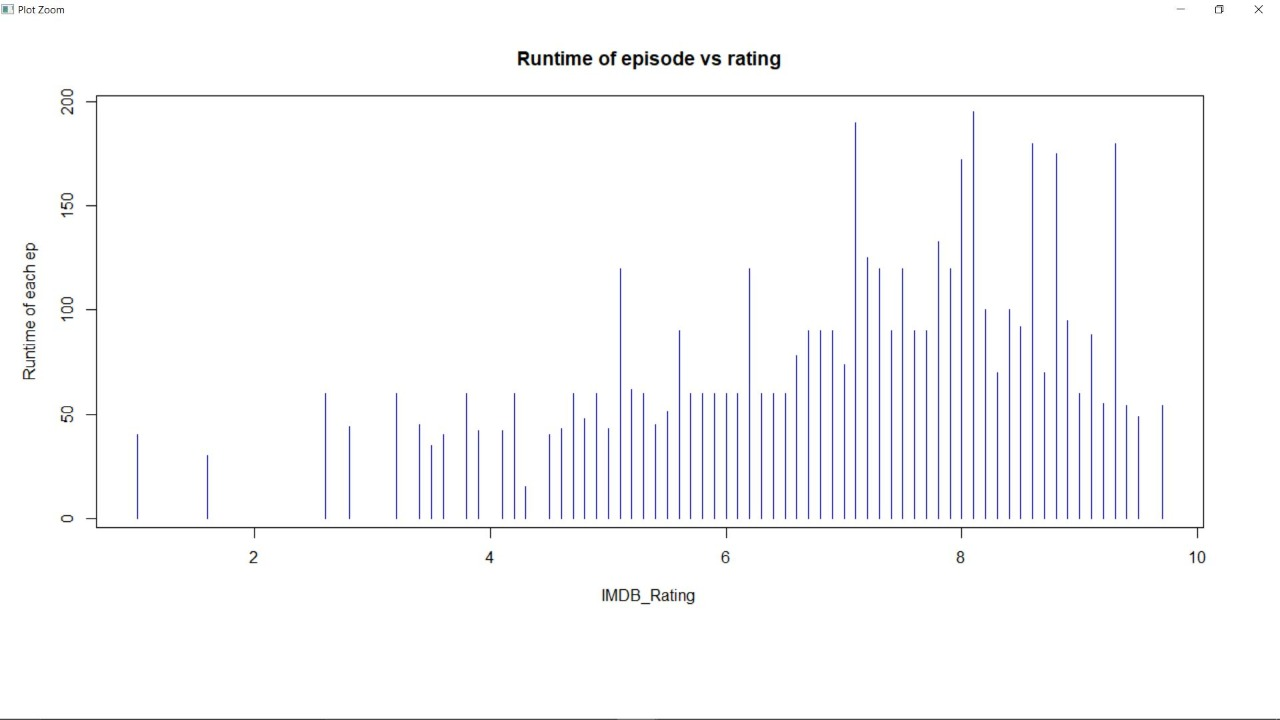 Plot Zoom
Runtime of episode vs rating
200
150
100
50
0
Runtime of each ep
2 4 6 8 10
IMDB_Rating